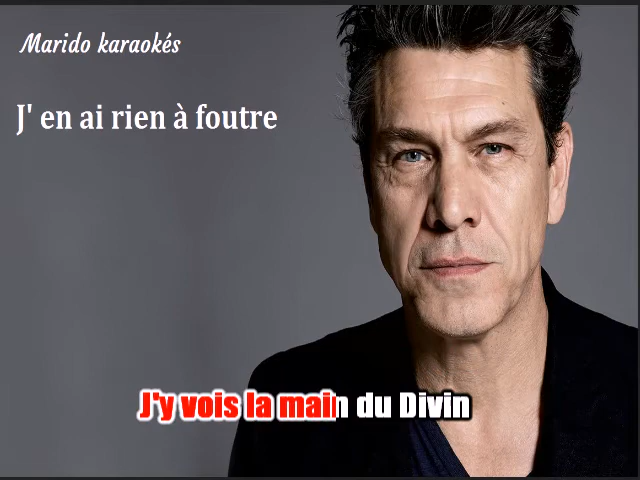 Marido karaokés
J' en ai rien à foutre
J'y vois la main du Divin